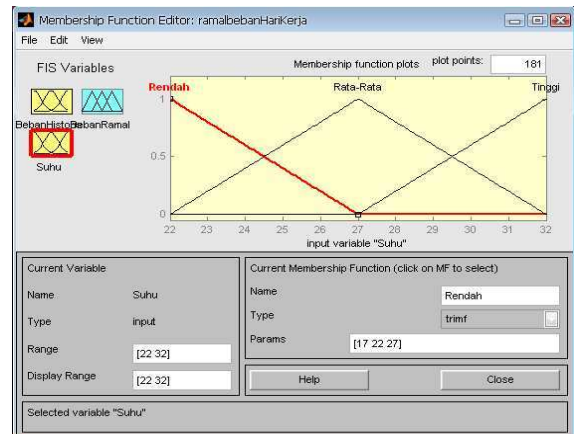 Membership Function Editor: ramalbebanHariKerja
File Edit View
FIS Variables
Membership function plots plot points: 181
Rendah Rata-Rata Tinggi
1
0.5
0
22 23 24 25 26 27 28 29 30 31 32
input variable "Suhu"
BebanRamal
Suhu
Current Variable
Name Suhu
Type input
Range [22 32]
Display Range [22 32]
Current Membership Function (click on MF to select)
Name Rendah
Type trimf
Params [17 22 27]
Help Close
Selected variable "Suhu"